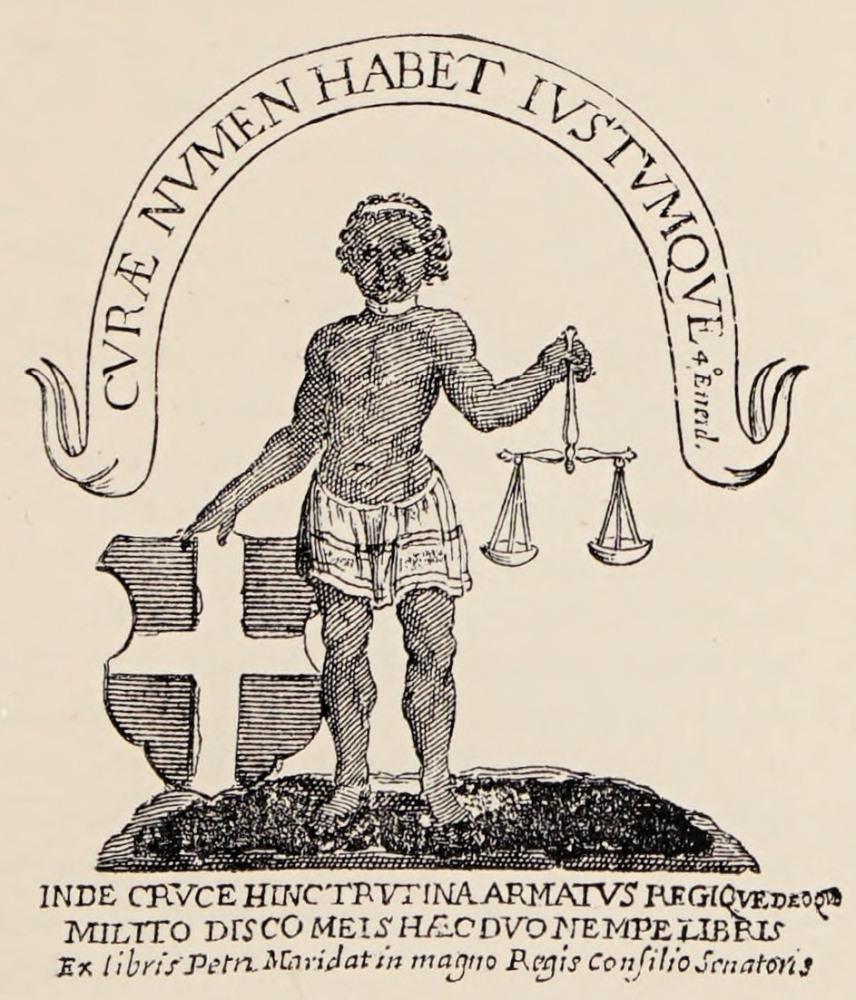 CVRÆ NVMEN HABET IVSTVMQVE 4º Eneid.
INDE CRVCE HINC TRVTINA ARMATVS REGIQVE DEOQVE
MILITO DISCO MEIS HÆC DVO NEMPE LIBRIS
Ex libris Petri Maridat in magno Regis Consilio Senatoris